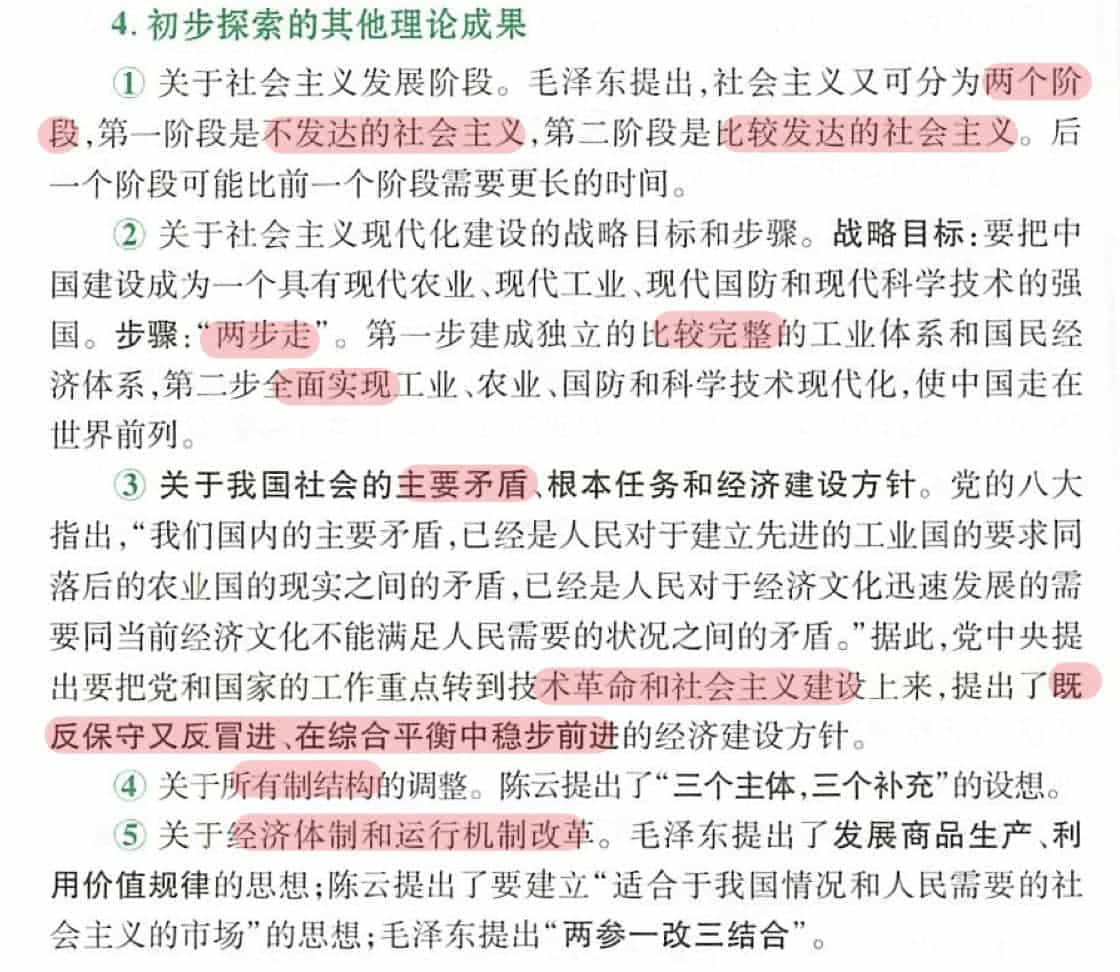 4. 初步探索的其他理论成果
① 关于社会主义发展阶段。毛泽东提出,社会主义又可分为两个阶
段,第一阶段是不发达的社会主义,第二阶段是比较发达的社会主义。后
一个阶段可能比前一个阶段需要更长的时间。
② 关于社会主义现代化建设的战略目标和步骤。战略目标:要把中
国建设成为一个具有现代农业、现代工业、现代国防和现代科学技术的强
国。步骤:“两步走”。第一步建成独立的比较完整的工业体系和国民经
济体系,第二步全面实现工业、农业、国防和科学技术现代化,使中国走在
世界前列。
③ 关于我国社会的主要矛盾、根本任务和经济建设方针。党的八大
指出,“我们国内的主要矛盾,已经是人民对于建立先进的工业国的要求同
落后的农业国的现实之间的矛盾,已经是人民对于经济文化迅速发展的需
要同当前经济文化不能满足人民需要的状况之间的矛盾。”据此,党中央提
出要把党和国家的工作重点转到技术革命和社会主义建设上来,提出了既
反保守又反冒进、在综合平衡中稳步前进的经济建设方针。
④ 关于所有制结构的调整。陈云提出了“三个主体,三个补充”的设想。
⑤ 关于经济体制和运行机制改革。毛泽东提出了发展商品生产、利
用价值规律的思想;陈云提出了要建立“适合于我国情况和人民需要的社
会主义的市场”的思想;毛泽东提出“两参一改三结合”。